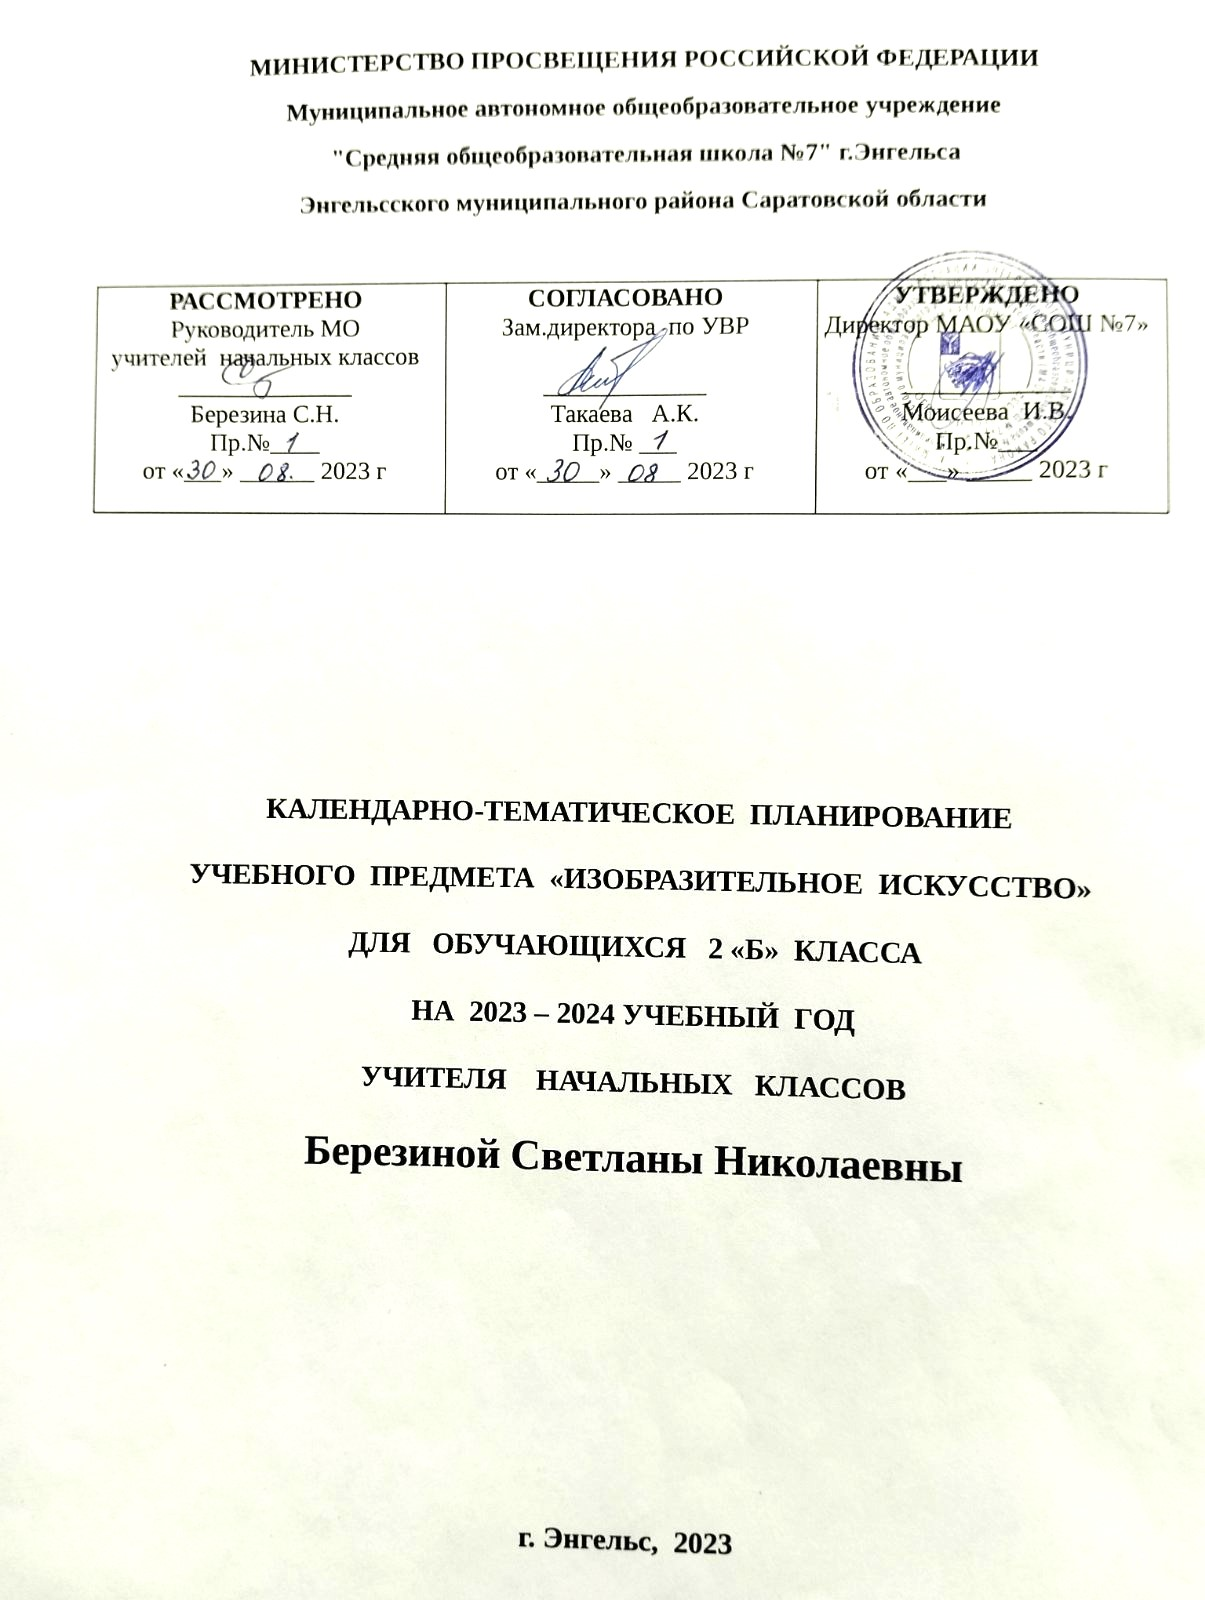 МИНИСТЕРСТВО ПРОСВЕЩЕНИЯ РОССИЙСКОЙ ФЕДЕРАЦИИ
Муниципальное автономное общеобразовательное учреждение
"Средняя общеобразовательная школа №7" г.Энгельса
Энгельсского муниципального района Саратовской области
РАССМОТРЕНО
Руководитель МО
учителей начальных классов
Березина С.Н.
Пр.№ 1
от «30» 08. 2023 г
СОГЛАСОВАНО
Зам.директора по УВР
Такаева А.К.
Пр.№ 1
от «30» 08 2023 г
УТВЕРЖДЕНО
Директор МАОУ «СОШ №7»
Моисеева И.В.
Пр.№___
от «___» _____ 2023 г
КАЛЕНДАРНО-ТЕМАТИЧЕСКОЕ ПЛАНИРОВАНИЕ
УЧЕБНОГО ПРЕДМЕТА «ИЗОБРАЗИТЕЛЬНОЕ ИСКУССТВО»
ДЛЯ ОБУЧАЮЩИХСЯ 2 «Б» КЛАССА
НА 2023 – 2024 УЧЕБНЫЙ ГОД
УЧИТЕЛЯ НАЧАЛЬНЫХ КЛАССОВ
Березиной Светланы Николаевны
г. Энгельс, 2023